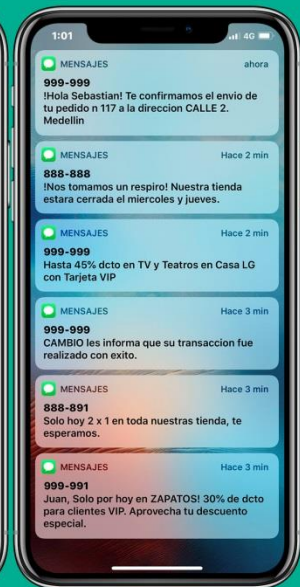 1:01
4G
MENSAJES ahora
999-999
!Hola Sebastian! Te confirmamos el envio de
tu pedido n 117 a la direccion CALLE 2.
Medellin
MENSAJES Hace 2 min
888-888
!Nos tomamos un respiro! Nuestra tienda
estara cerrada el miercoles y jueves.
MENSAJES Hace 2 min
999-999
Hasta 45% dcto en TV y Teatros en Casa LG
con Tarjeta VIP
MENSAJES Hace 3 min
999-999
CAMBIO les informa que su transaccion fue
realizado con exito.
MENSAJES Hace 3 min
888-891
Solo hoy 2 x 1 en toda nuestras tienda, te
esperamos.
MENSAJES Hace 3 min
999-991
Juan, Solo por hoy en ZAPATOS! 30% de dcto
para clientes VIP. Aprovecha tu descuento
especial.